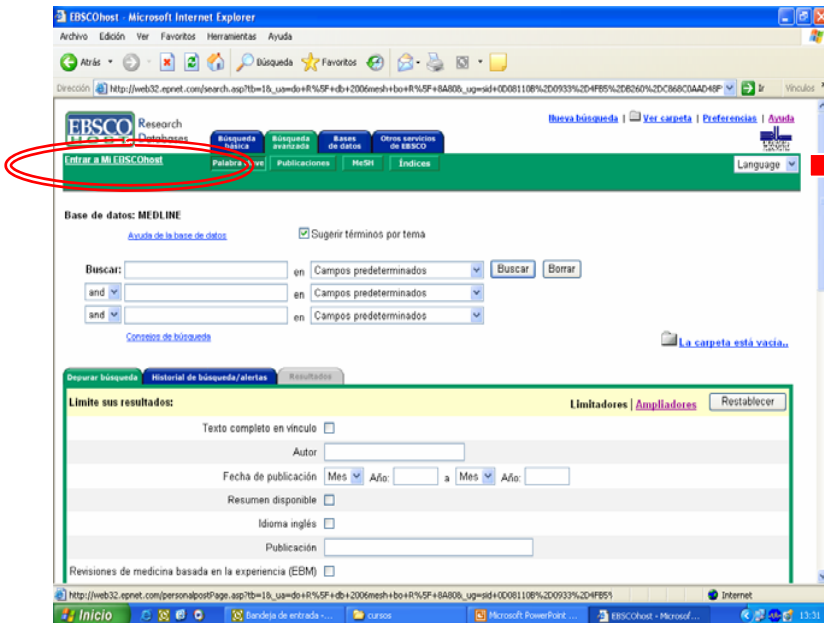 EBSCOhost - Microsoft Internet Explorer
Archivo Edición Ver Favoritos Herramientas Ayuda
Atrás Búsqueda Favoritos
Dirección http://web32.epnet.com/search.asp?tb=1&_ua=do+R%5F+db+2006mesh+bo+R%5F+8A80&_ug=sid+0D08110B%2D0933%2D4FB5%2DB260%2DC868C0AAD48F Ir Vínculos
EBSCO Research
HOST Databases
Nueva búsqueda | Ver carpeta | Preferencias | Ayuda
Búsqueda básica Búsqueda avanzada Bases de datos Otros servicios de EBSCO
Entrar a Mi EBSCOhost Palabra clave Publicaciones MeSH Índices Language
Base de datos: MEDLINE
Ayuda de la base de datos Sugerir términos por tema
Buscar: en Campos predeterminados Buscar Borrar
and en Campos predeterminados
and en Campos predeterminados
Consejos de búsqueda La carpeta está vacía..
Depurar búsqueda Historial de búsqueda/alertas Resultados
Limite sus resultados: Limitadores | Ampliadores Restablecer
Texto completo en vínculo
Autor
Fecha de publicación Mes Año: a Mes Año:
Resumen disponible
Idioma inglés
Publicación
Revisiones de medicina basada en la experiencia (EBM)
http://web32.epnet.com/personalpostPage.asp?tb=1&_ua=do+R%5F+db+2006mesh+bo+R%5F+8A80&_ug=sid+0D08110B%2D0933%2D4FB5% Internet
Inicio Bandeja de entrada -... cursos Microsoft PowerPoint ... EBSCOhost - Microsof... 13:31